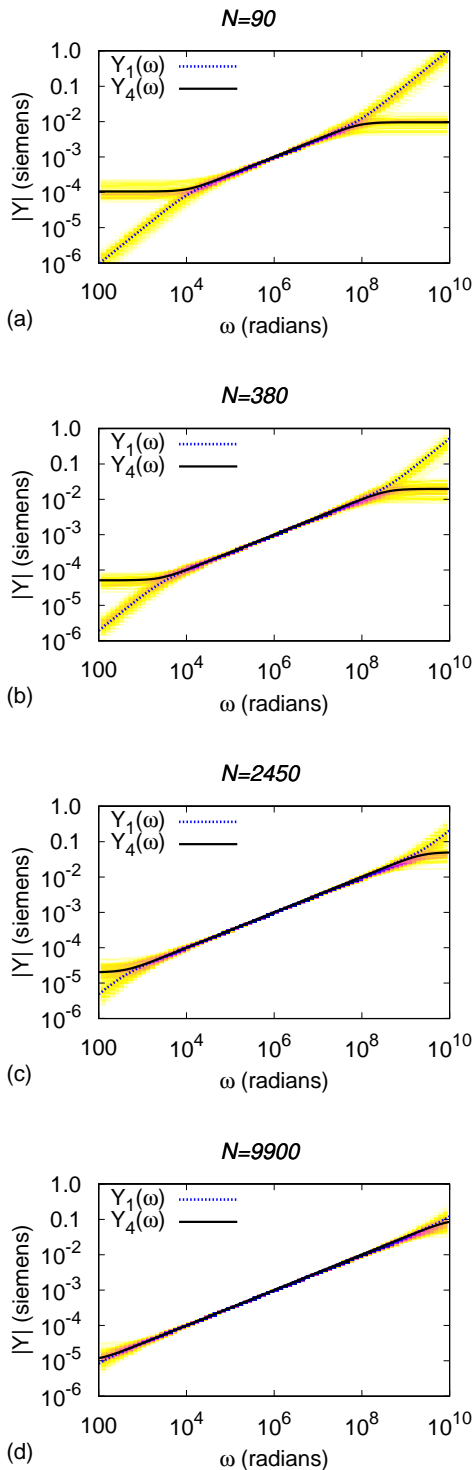 N=90
Y₁(ω)
Y₄(ω)
|Y| (siemens)
1.0
0.1
10⁻²
10⁻³
10⁻⁴
10⁻⁵
10⁻⁶
100 10⁴ 10⁶ 10⁸ 10¹⁰
ω (radians)
(a)
N=380
Y₁(ω)
Y₄(ω)
|Y| (siemens)
1.0
0.1
10⁻²
10⁻³
10⁻⁴
10⁻⁵
10⁻⁶
100 10⁴ 10⁶ 10⁸ 10¹⁰
ω (radians)
(b)
N=2450
Y₁(ω)
Y₄(ω)
|Y| (siemens)
1.0
0.1
10⁻²
10⁻³
10⁻⁴
10⁻⁵
10⁻⁶
100 10⁴ 10⁶ 10⁸ 10¹⁰
ω (radians)
(c)
N=9900
Y₁(ω)
Y₄(ω)
|Y| (siemens)
1.0
0.1
10⁻²
10⁻³
10⁻⁴
10⁻⁵
10⁻⁶
100 10⁴ 10⁶ 10⁸ 10¹⁰
ω (radians)
(d)